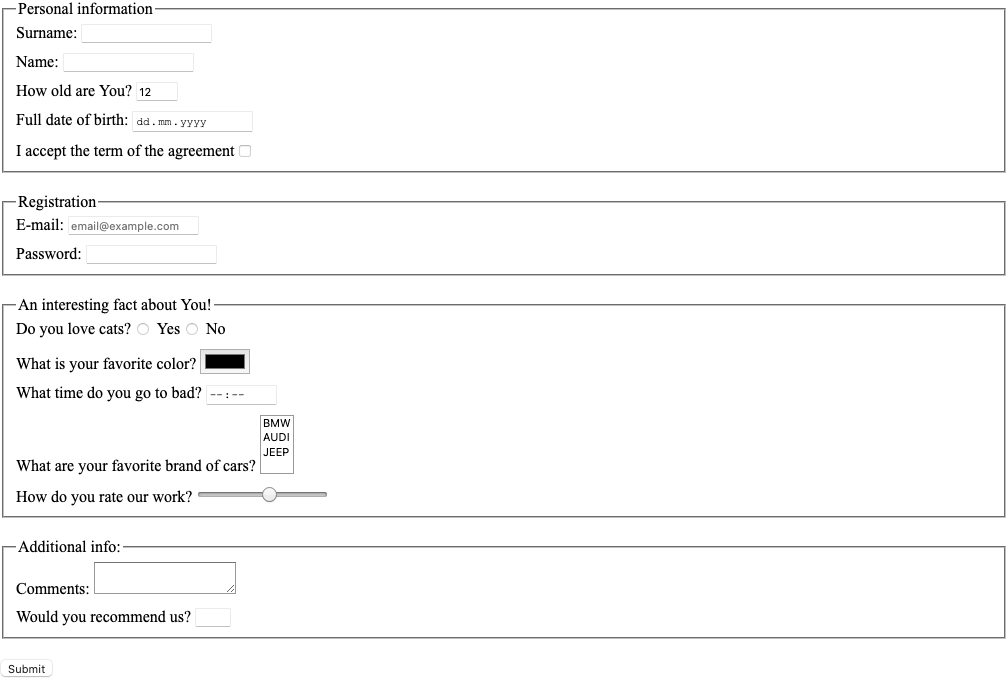 Personal information
Surname:
Name:
How old are You? 12
Full date of birth: dd.mm.yyyy
I accept the term of the agreement
Registration
E-mail: email@example.com
Password:
An interesting fact about You!
Do you love cats? Yes No
What is your favorite color?
What time do you go to bad? --:--
BMW
AUDI
JEEP
What are your favorite brand of cars?
How do you rate our work?
Additional info:
Comments:
Would you recommend us?
Submit